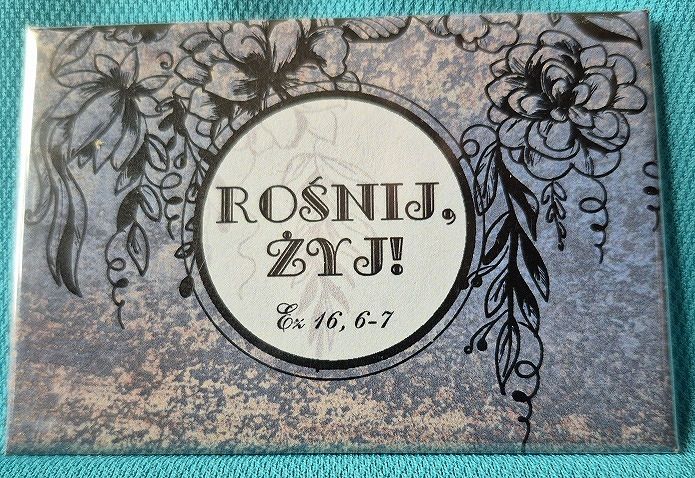 ROŚNIJ,
ŻYJ!
Ez 16, 6-7